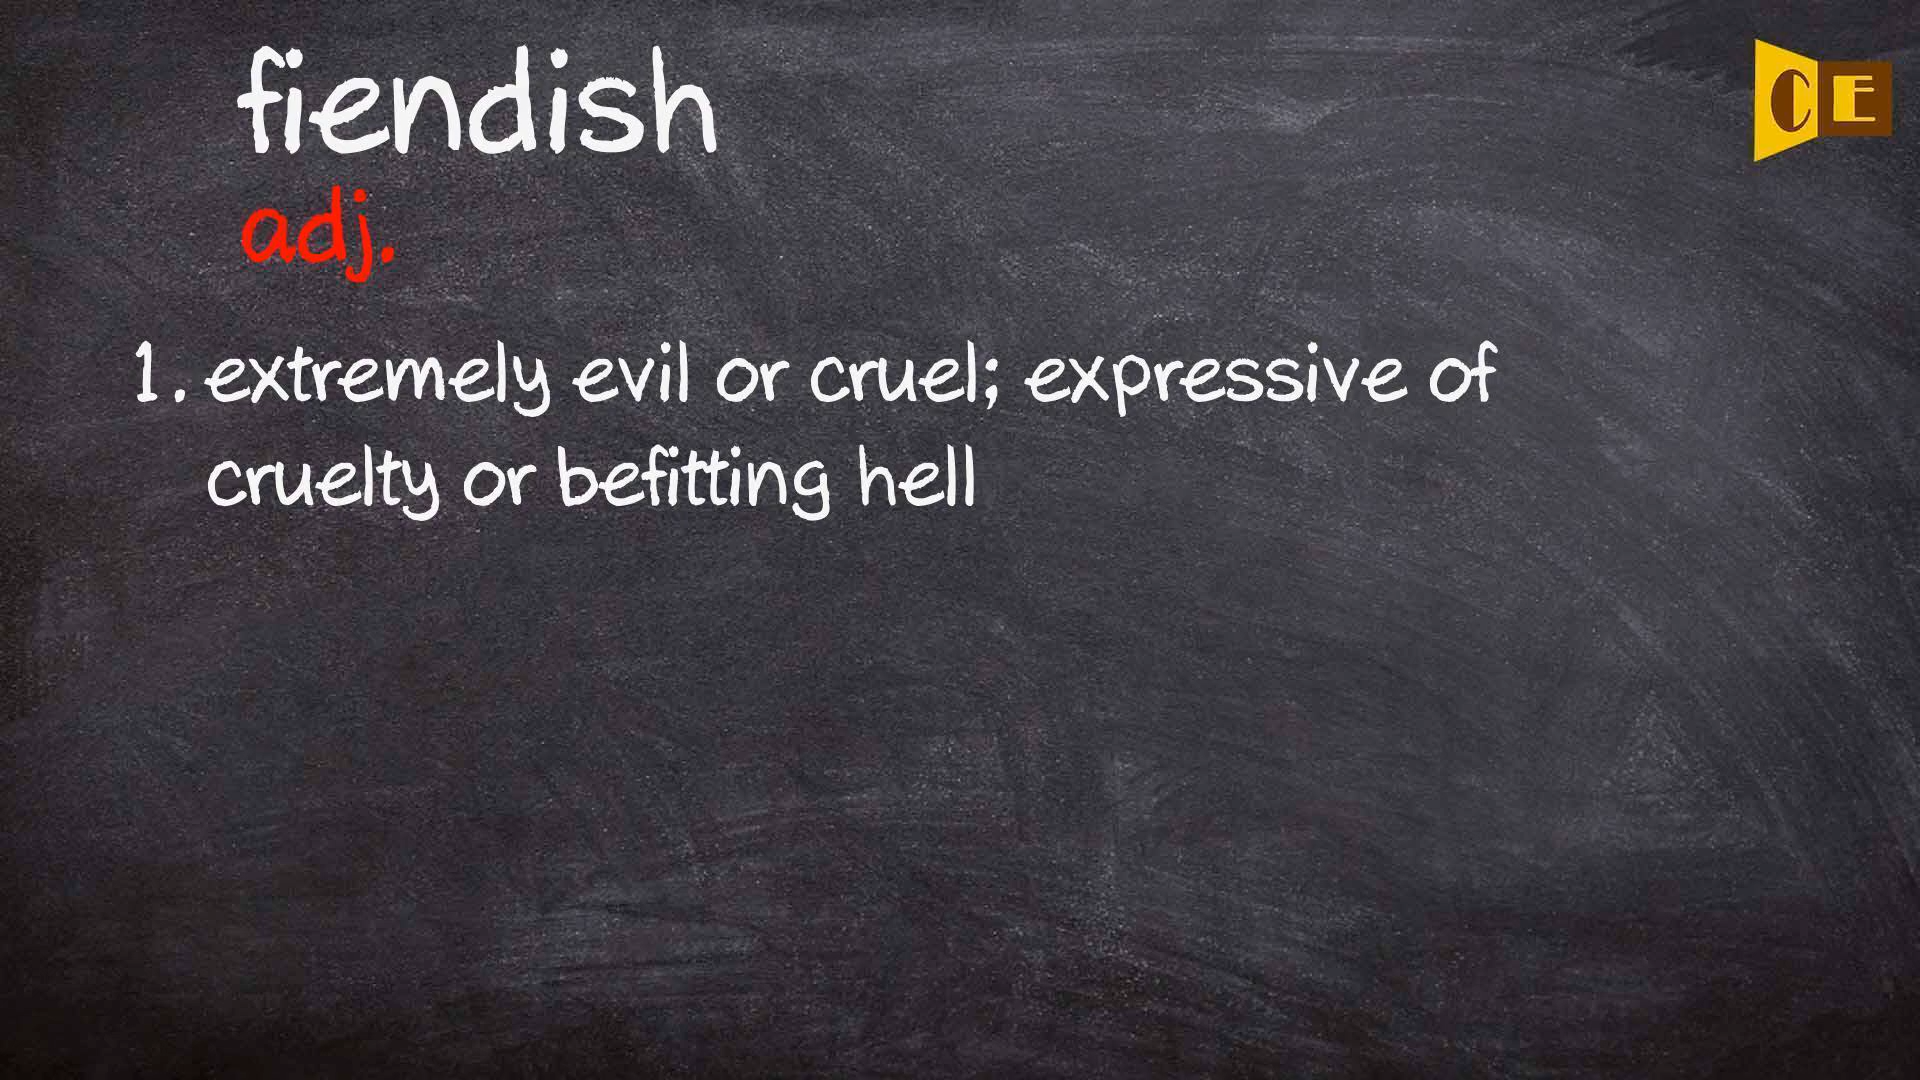 fiendish
CE
adj.
1. extremely evil or cruel; expressive of
cruelty or befitting hell